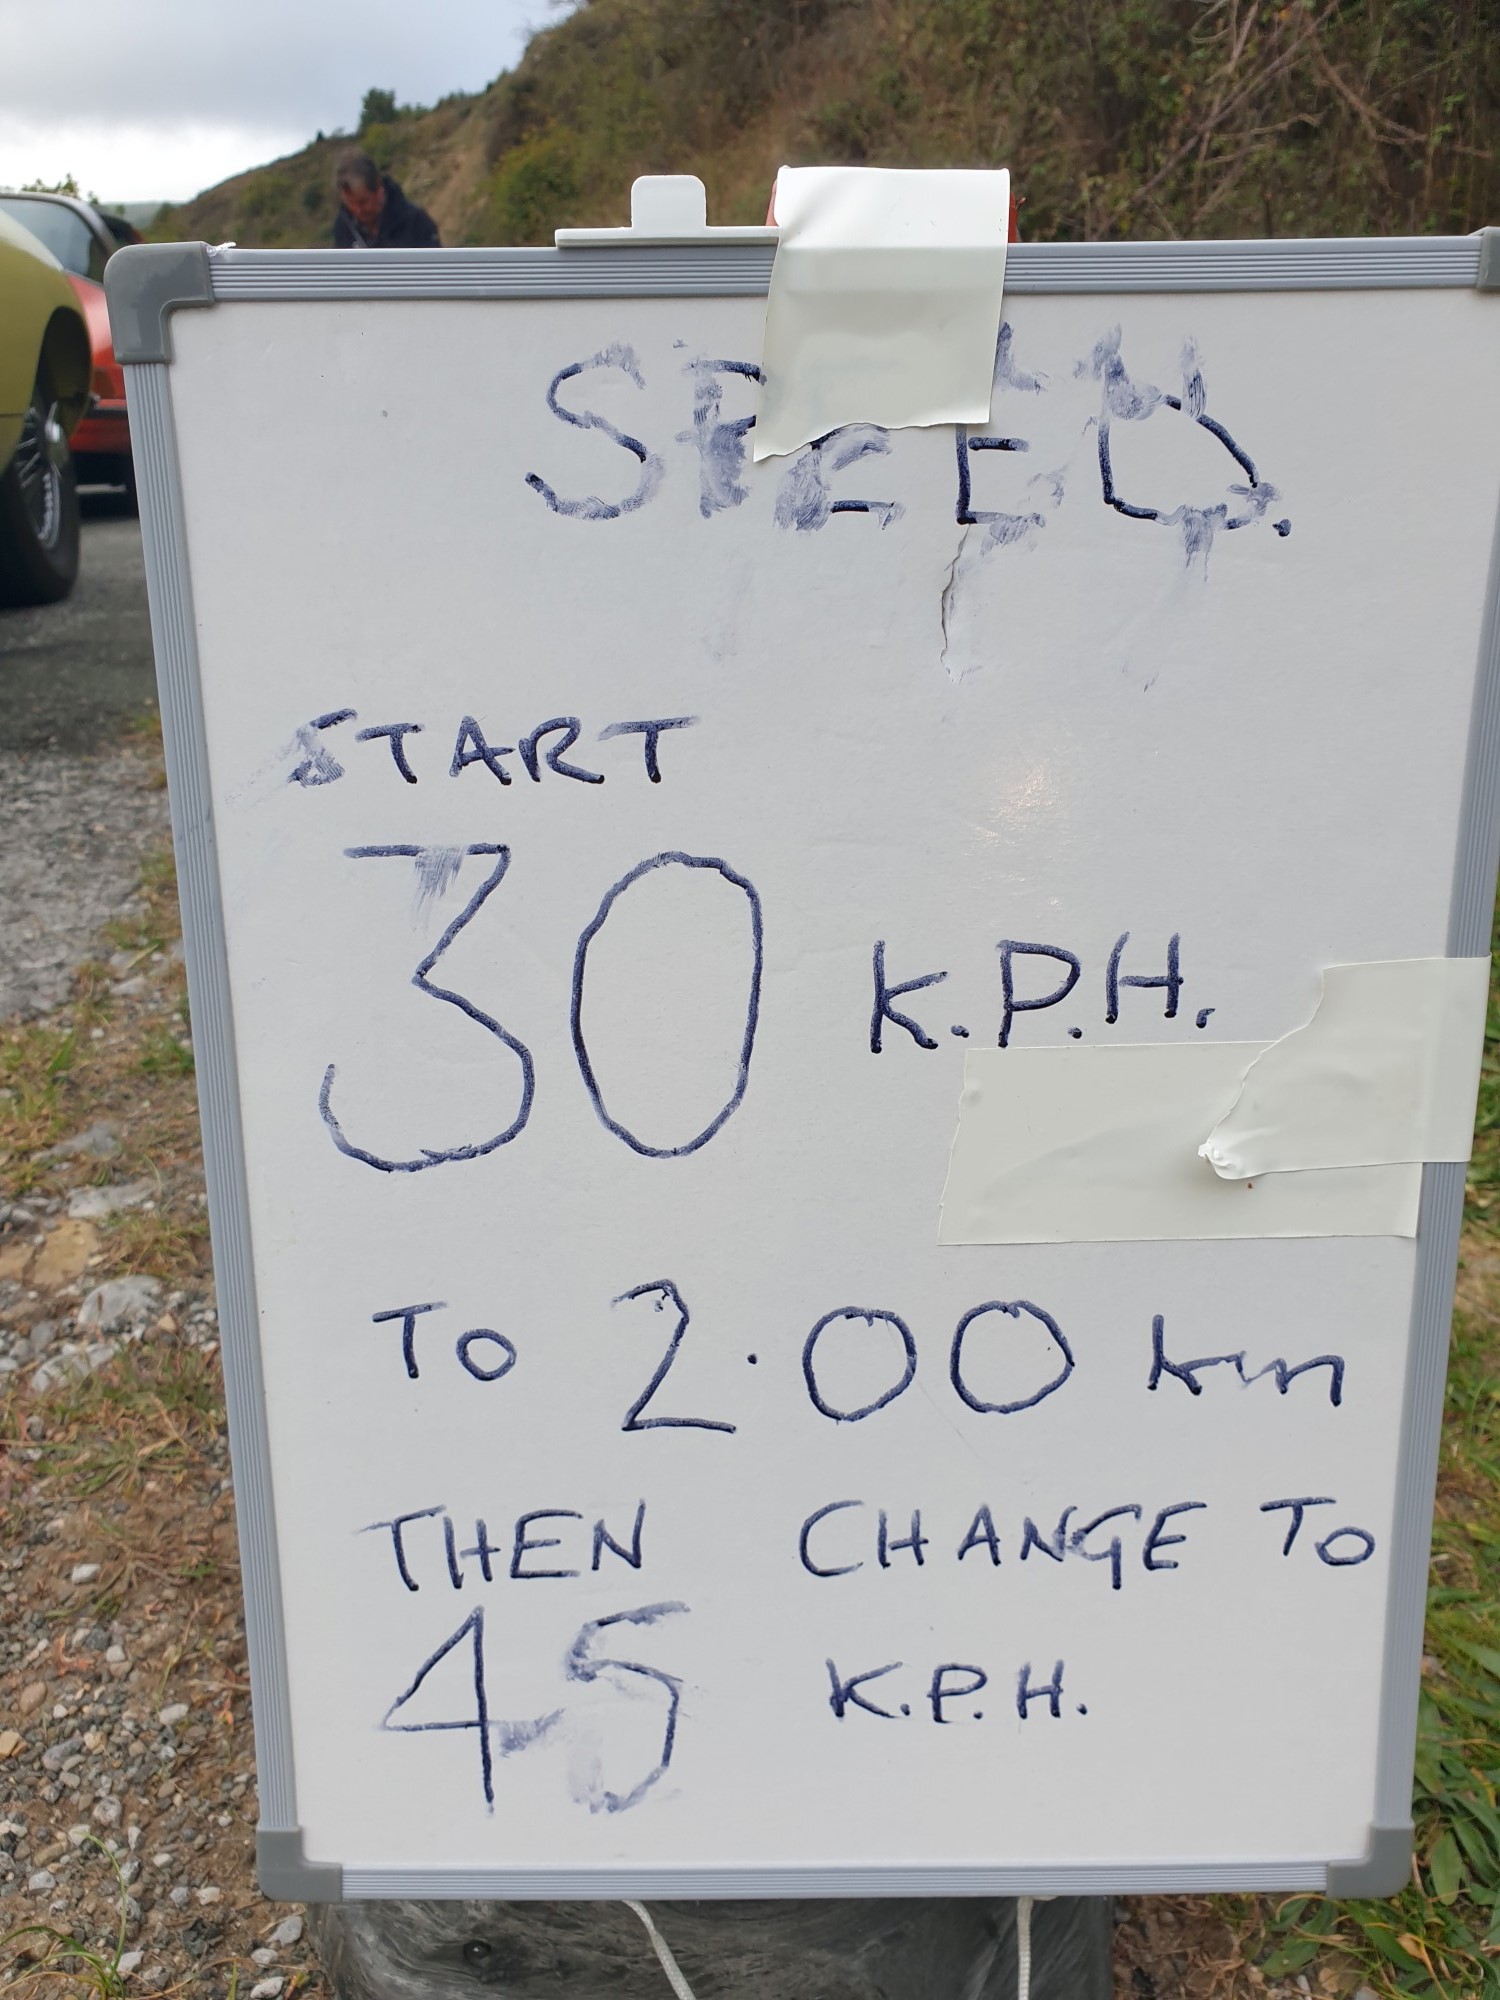 SPEED.
START
30 K.P.H.
TO 2.00 km
THEN CHANGE TO
45 K.P.H.